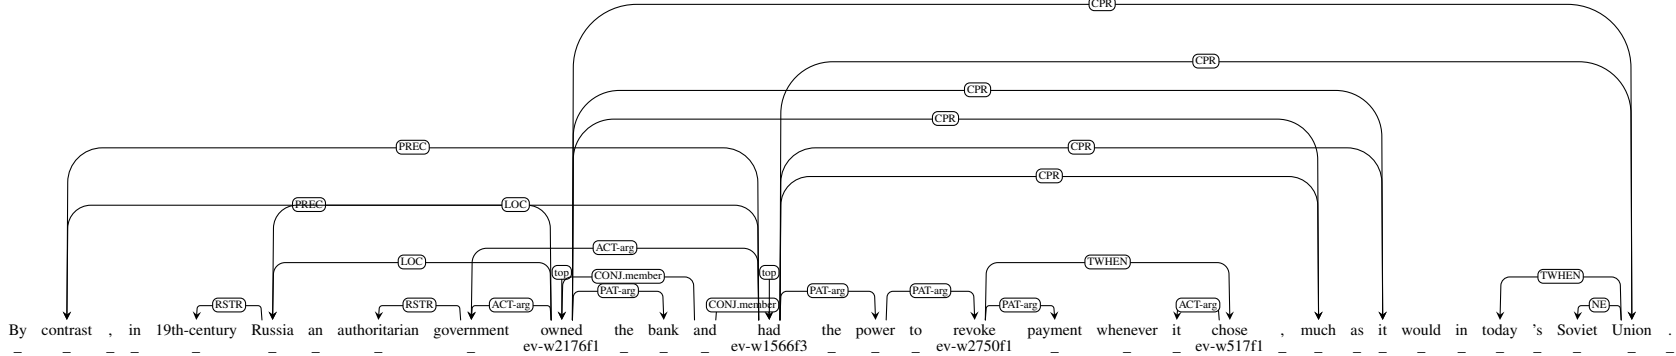 CPR
CPR
CPR
CPR
PREC CPR
CPR
PREC LOC
ACT-arg
LOC TWHEN
top CONJ.member top TWHEN
PAT-arg PAT-arg PAT-arg
RSTR RSTR ACT-arg CONJ.member PAT-arg ACT-arg NE
By contrast , in 19th-century Russia an authoritarian government owned the bank and had the power to revoke payment whenever it chose , much as it would in today 's Soviet Union .
_ _ _ _ _ _ _ _ _ ev-w2176f1 _ _ _ ev-w1566f3 _ _ _ ev-w2750f1 _ _ _ ev-w517f1 _ _ _ _ _ _ _ _ _ _ _